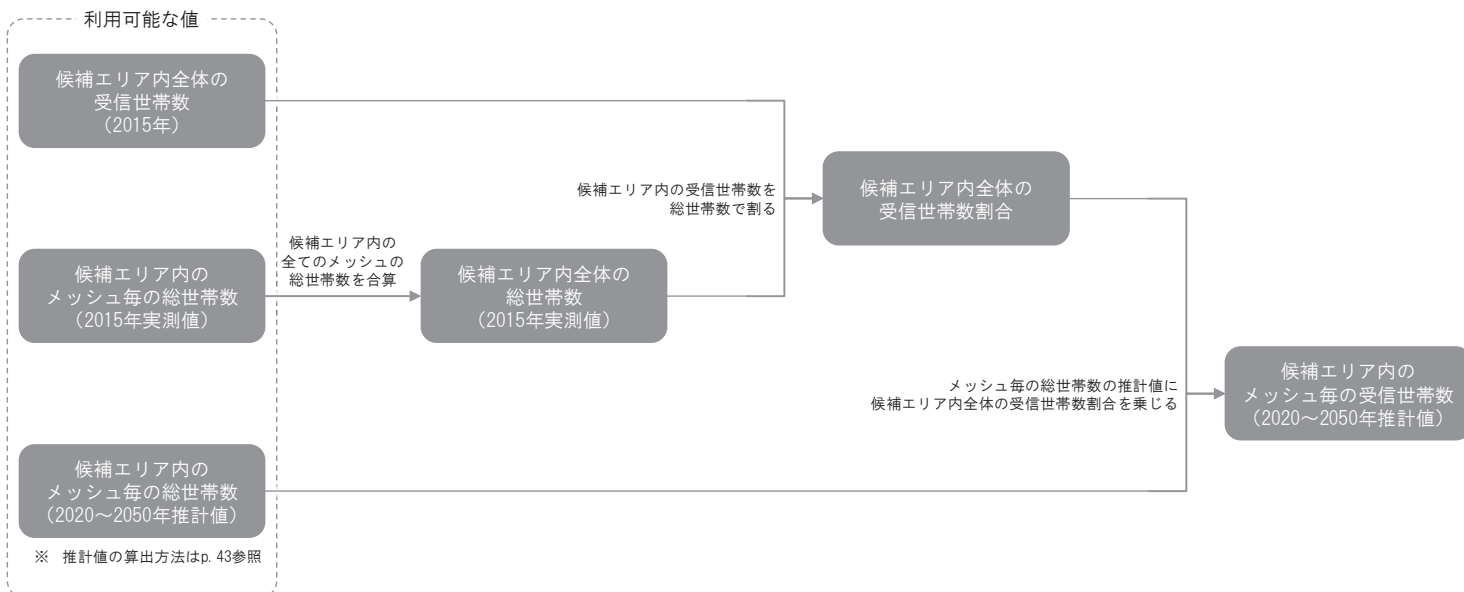 利用可能な値
候補エリア内全体の
受信世帯数
（2015年）
候補エリア内の受信世帯数を
総世帯数で割る
候補エリア内全体の
受信世帯数割合
候補エリア内の
メッシュ毎の総世帯数
（2015年実測値）
候補エリア内の
全てのメッシュの
総世帯数を合算
候補エリア内全体の
総世帯数
（2015年実測値）
メッシュ毎の総世帯数の推計値に
候補エリア内全体の受信世帯数割合を乗じる
候補エリア内の
メッシュ毎の受信世帯数
（2020～2050年推計値）
候補エリア内の
メッシュ毎の総世帯数
（2020～2050年推計値）
※ 推計値の算出方法はp. 43参照